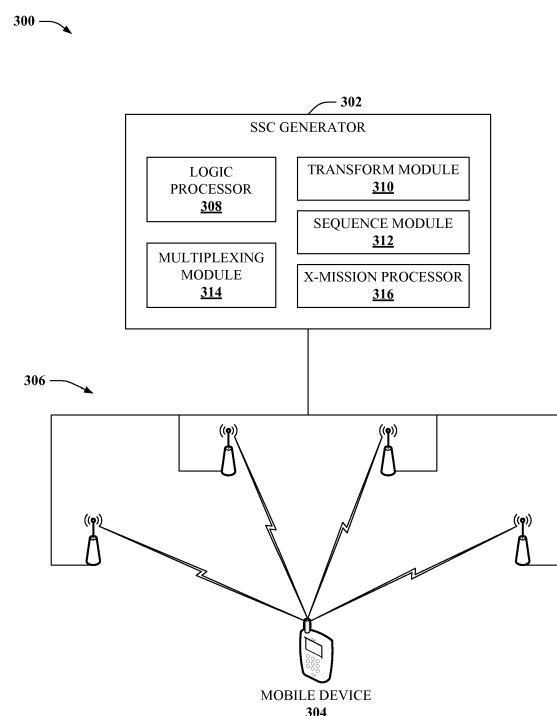 300
302
SSC GENERATOR
LOGIC
PROCESSOR
308
TRANSFORM MODULE
310
SEQUENCE MODULE
312
MULTIPLEXING
MODULE
314
X-MISSION PROCESSOR
316
306
MOBILE DEVICE
304